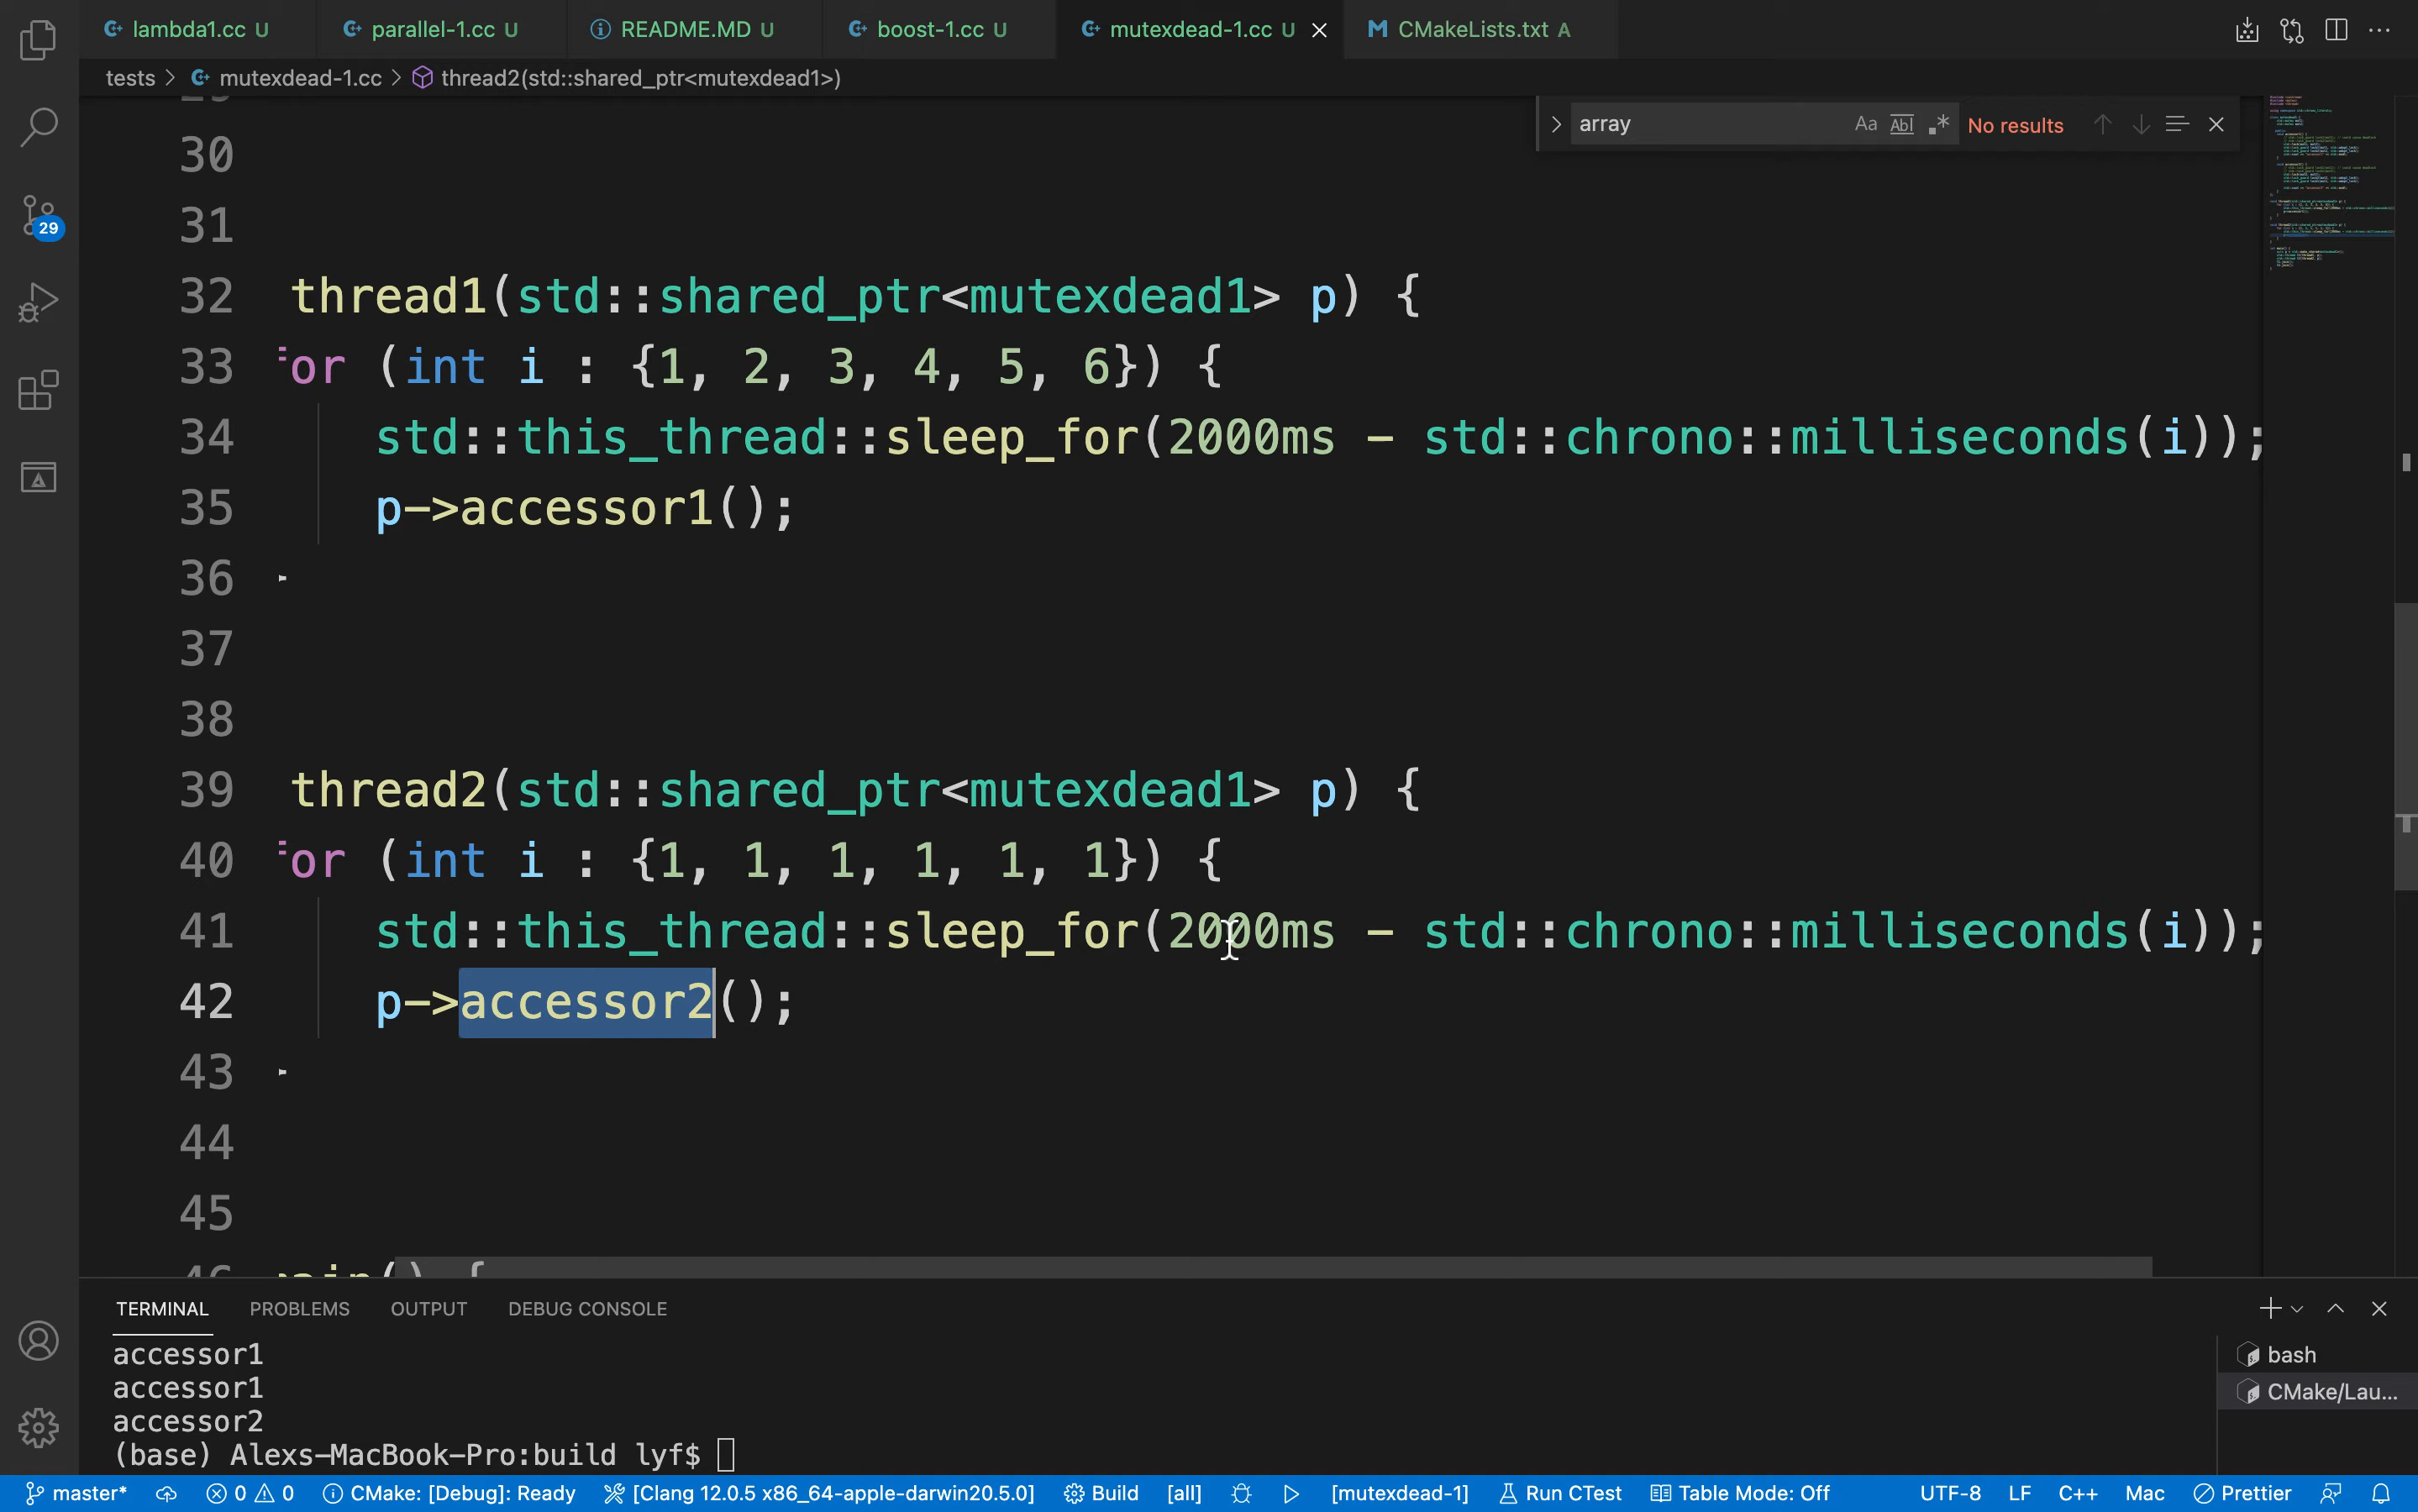 lambda1.cc U
parallel-1.cc U
README.MD U
boost-1.cc U
mutexdead-1.cc U
CMakeLists.txt A
tests > mutexdead-1.cc > thread2(std::shared_ptr<mutexdead1>)
array
Aa Abl .* No results
30
31
32 thread1(std::shared_ptr<mutexdead1> p) {
33 for (int i : {1, 2, 3, 4, 5, 6}) {
34 std::this_thread::sleep_for(2000ms - std::chrono::milliseconds(i));
35 p->accessor1();
36
37
38
39 thread2(std::shared_ptr<mutexdead1> p) {
40 for (int i : {1, 1, 1, 1, 1, 1}) {
41 std::this_thread::sleep_for(2000ms - std::chrono::milliseconds(i));
42 p->accessor2();
43
44
45
29
TERMINAL PROBLEMS OUTPUT DEBUG CONSOLE
accessor1
accessor1
accessor2
(base) Alexs-MacBook-Pro:build lyf$
bash
CMake/Lau...
master* 0 0 CMake: [Debug]: Ready [Clang 12.0.5 x86_64-apple-darwin20.5.0] Build [all] [mutexdead-1] Run CTest Table Mode: Off UTF-8 LF C++ Mac Prettier